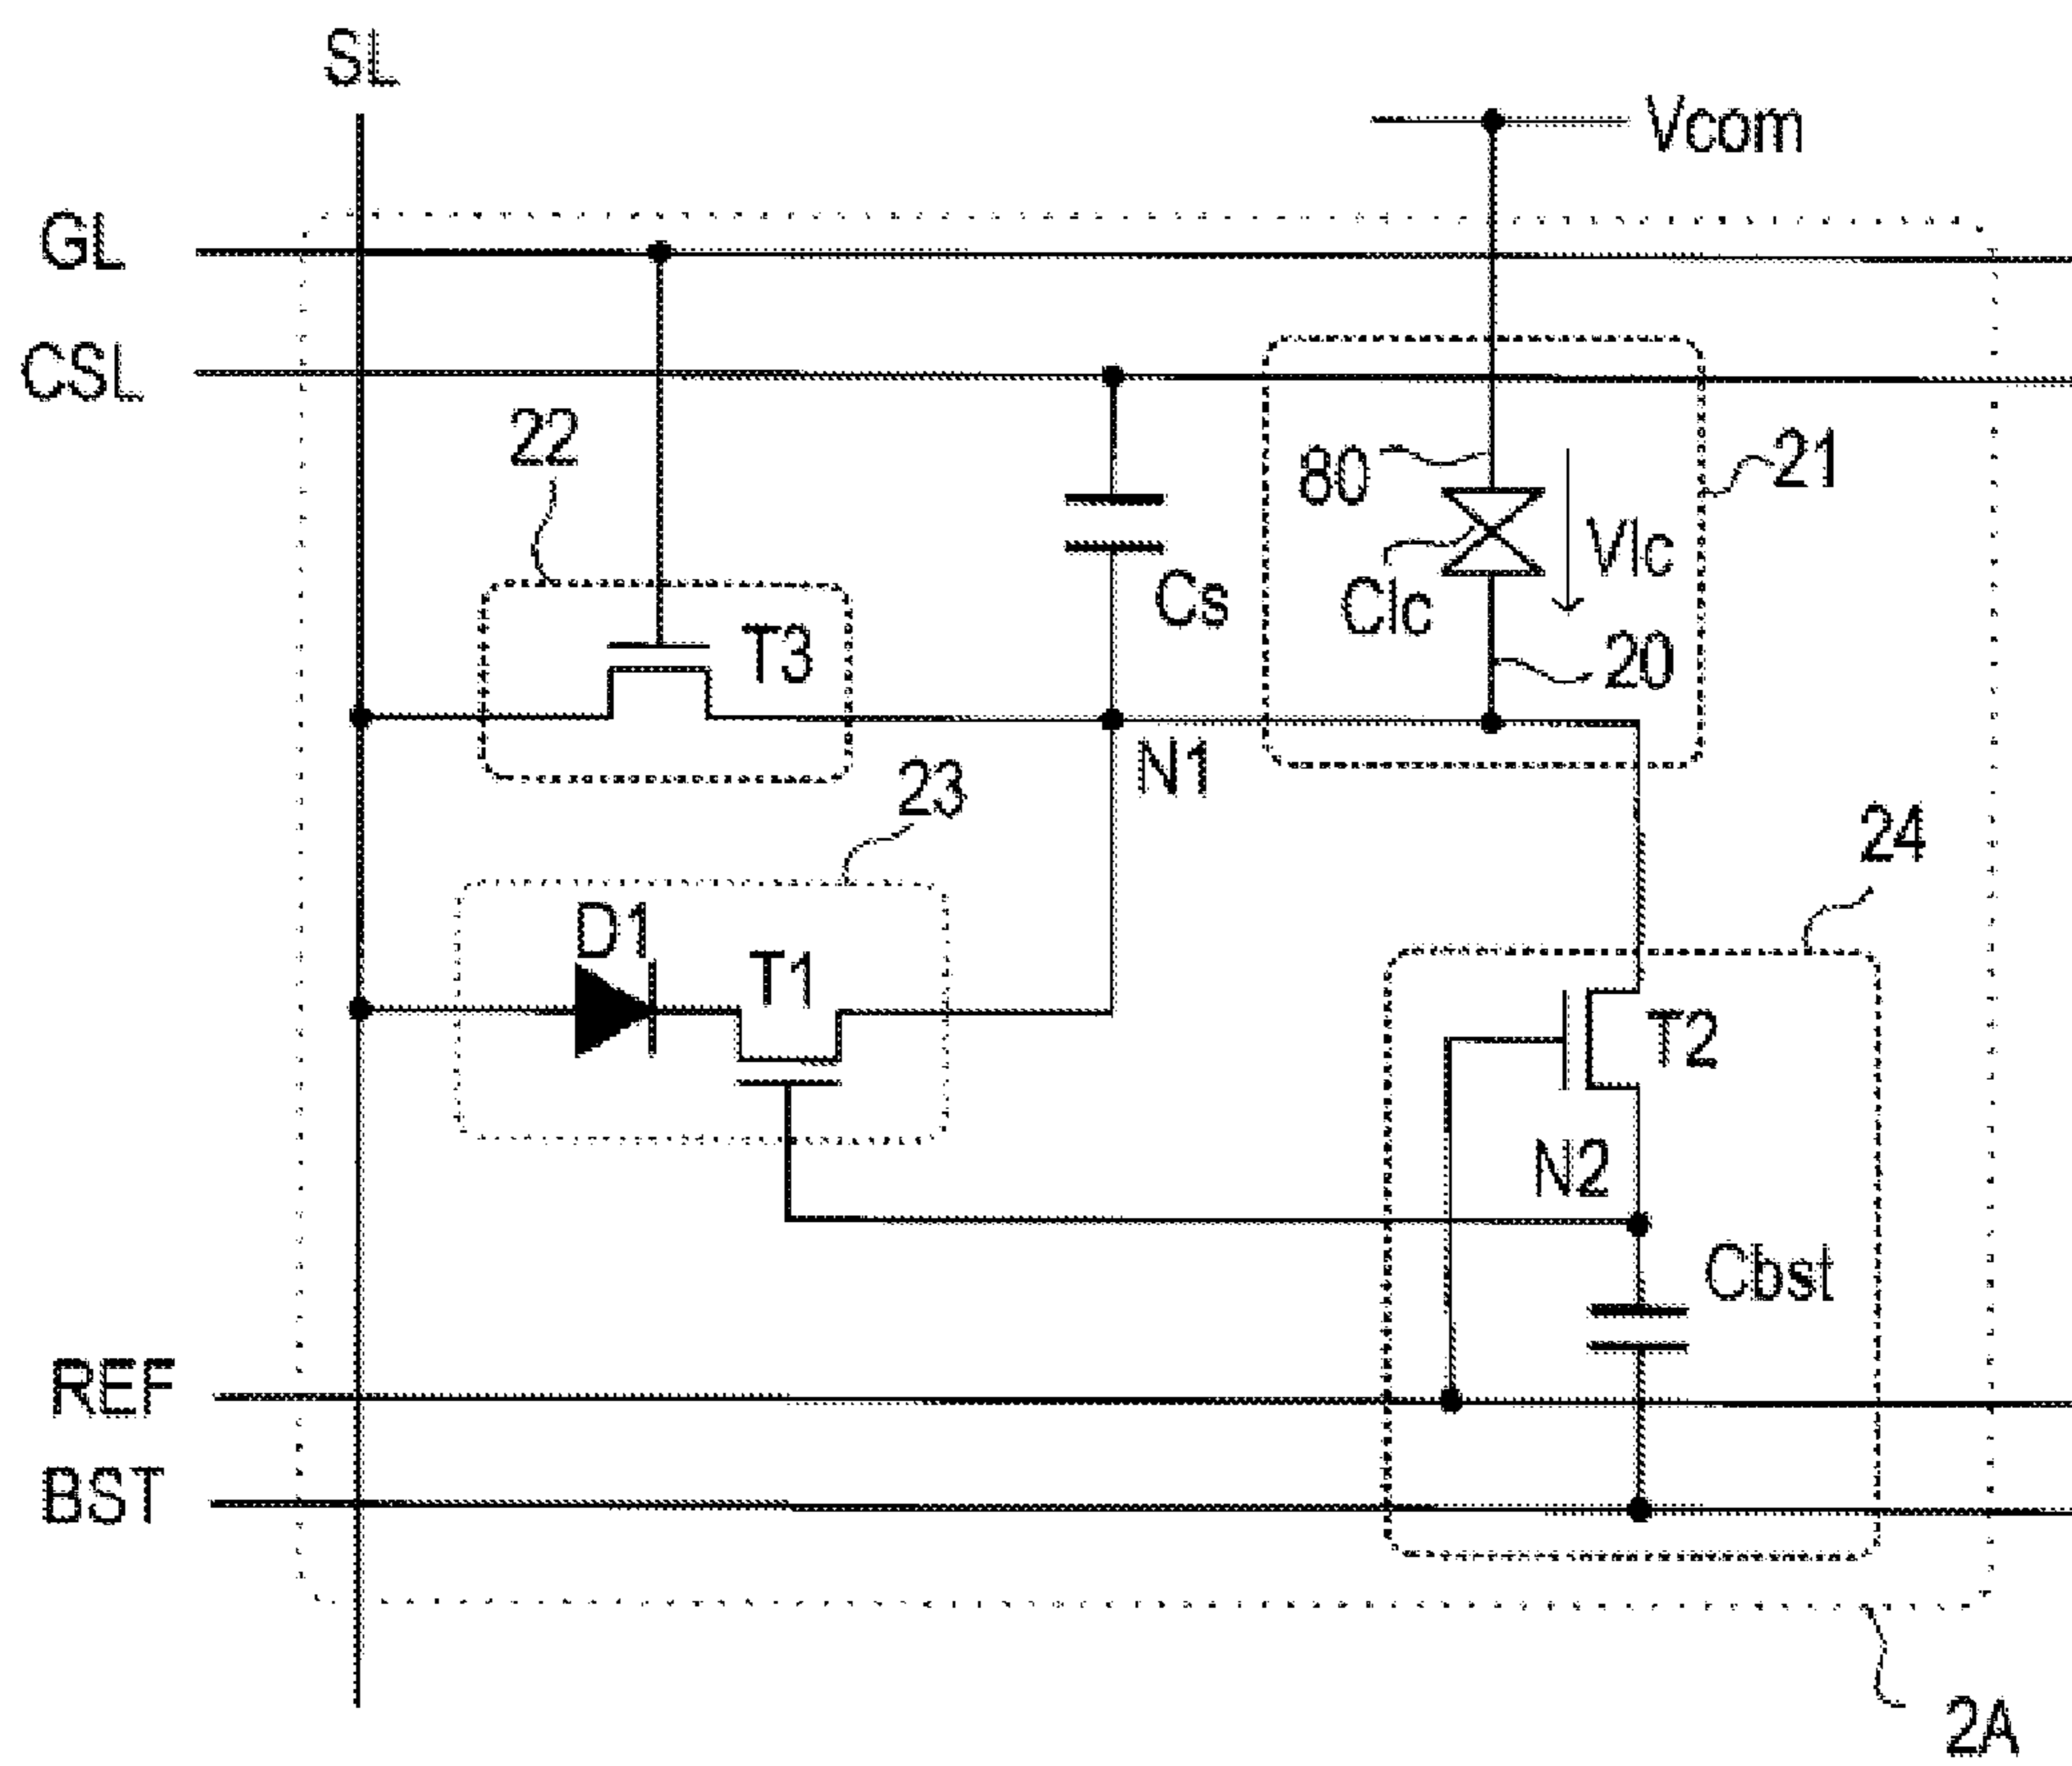 SL
Vcom
GL
CSL
22
80
21
Vlc
Clc
Cs
T3
20
N1
23
24
D1
T1
T2
N2
Cbst
REF
BST
2A